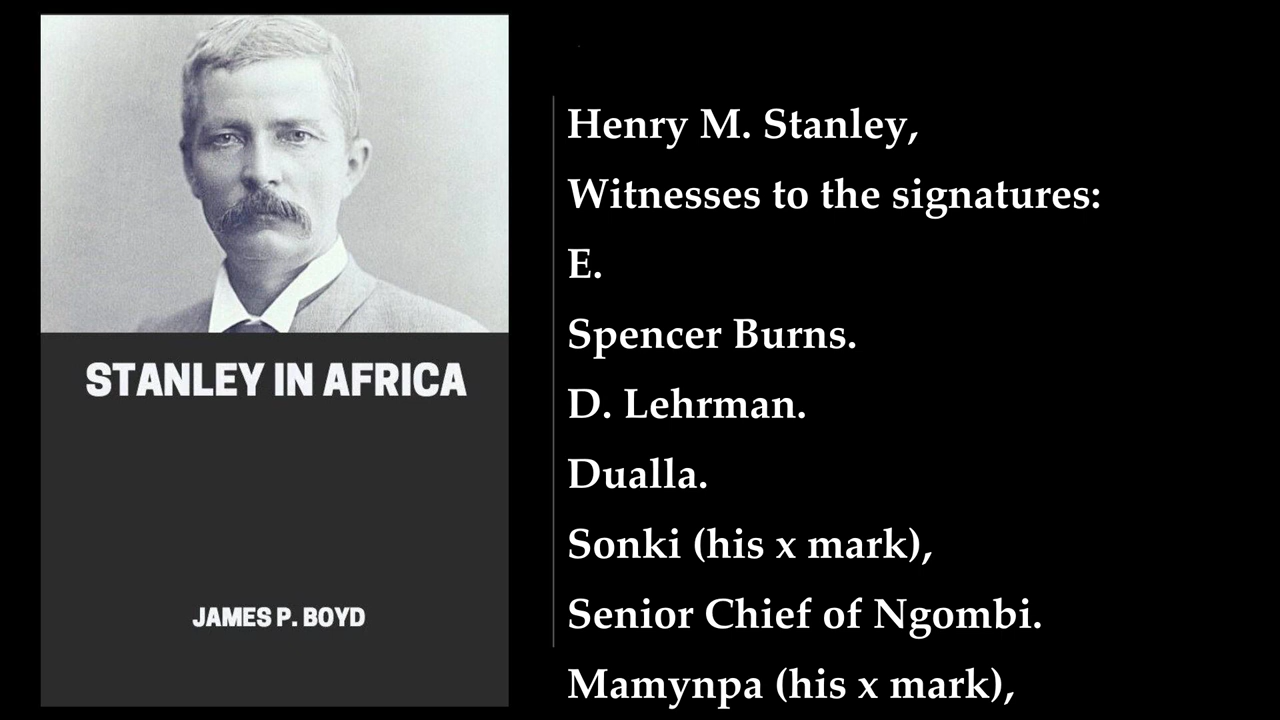 STANLEY IN AFRICA
JAMES P. BOYD
Henry M. Stanley,
Witnesses to the signatures:
E.
Spencer Burns.
D. Lehrman.
Dualla.
Sonki (his x mark),
Senior Chief of Ngombi.
Mamynpa (his x mark),